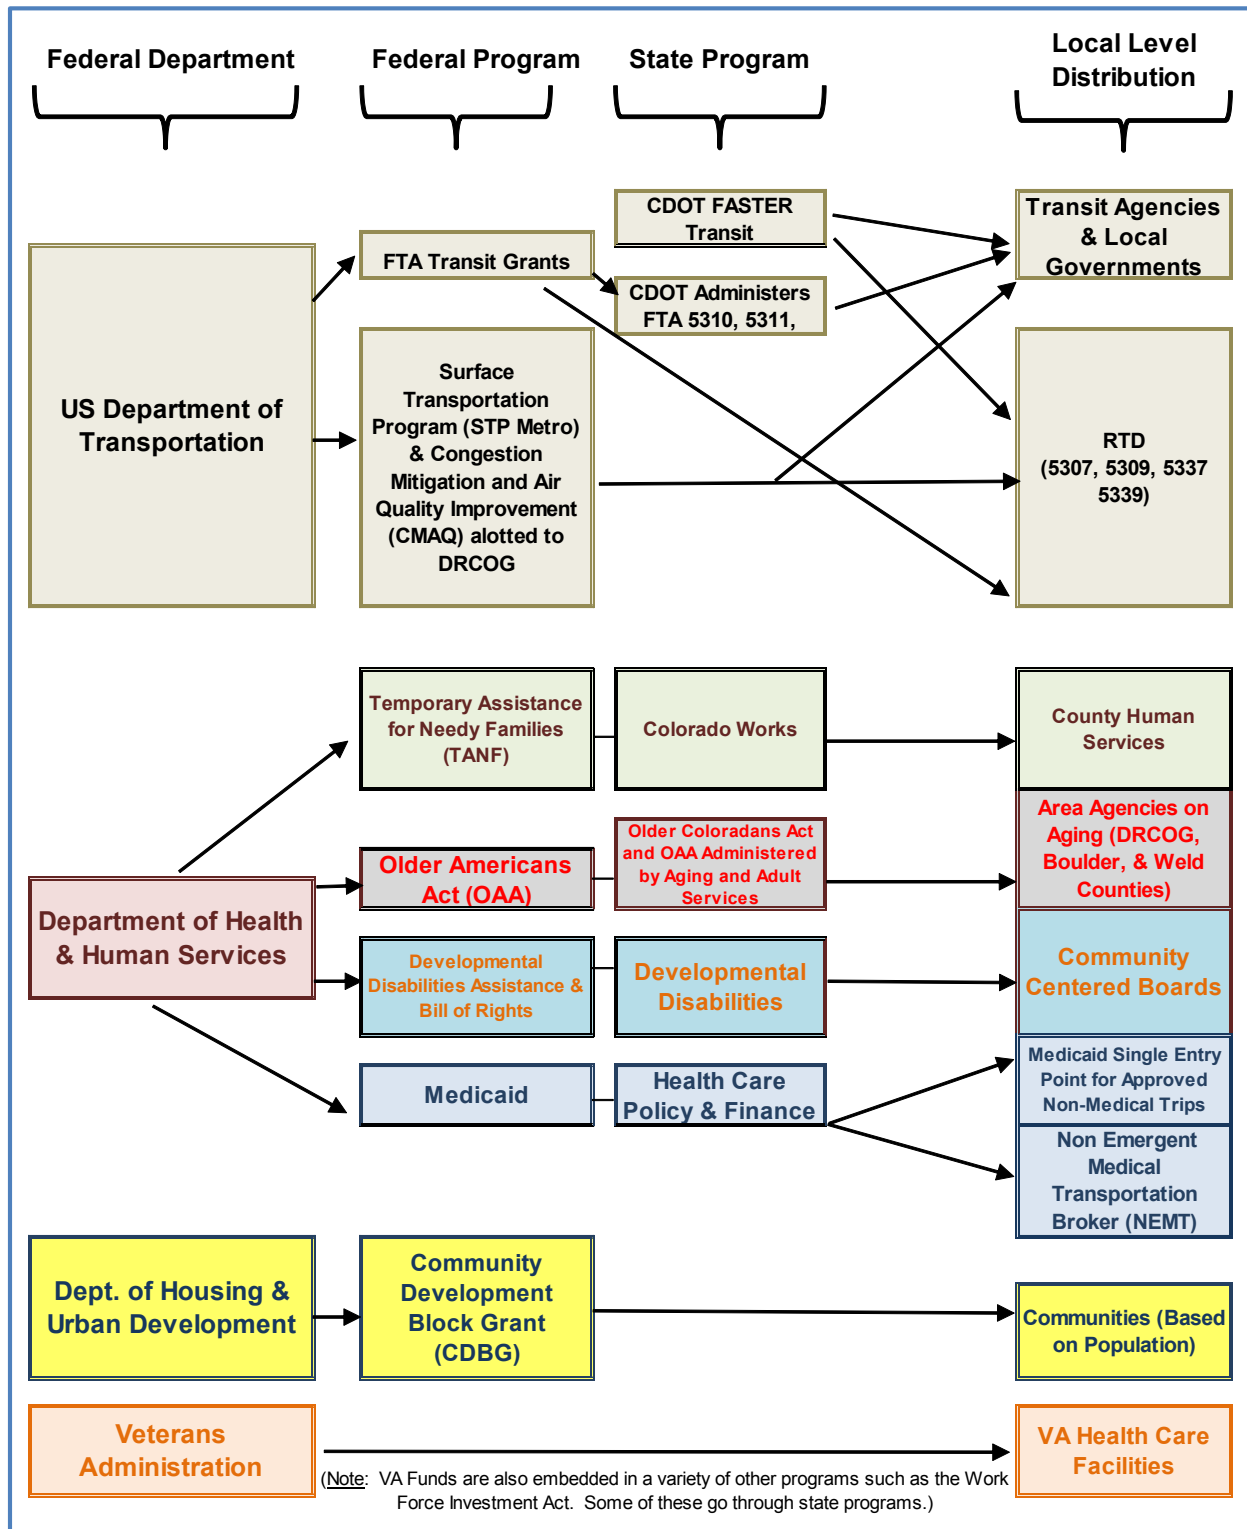 Federal Department
Federal Program
State Program
Local Level
Distribution
CDOT FASTER
Transit
Transit Agencies
& Local
Governments
FTA Transit Grants
CDOT Administers
FTA 5310, 5311,
US Department of
Transportation
Surface
Transportation
Program (STP Metro)
& Congestion
Mitigation and Air
Quality Improvement
(CMAQ) alotted to
DRCOG
RTD
(5307, 5309, 5337
5339)
Temporary Assistance
for Needy Families
(TANF)
Colorado Works
County Human
Services
Older Americans
Act (OAA)
Older Coloradans Act
and OAA Administered
by Aging and Adult
Services
Area Agencies on
Aging (DRCOG,
Boulder, & Weld
Counties)
Department of Health
& Human Services
Developmental
Disabilities Assistance &
Bill of Rights
Developmental
Disabilities
Community
Centered Boards
Medicaid
Health Care
Policy & Finance
Medicaid Single Entry
Point for Approved
Non-Medical Trips
Non Emergent
Medical
Transportation
Broker (NEMT)
Dept. of Housing &
Urban Development
Community
Development
Block Grant
(CDBG)
Communities (Based
on Population)
Veterans
Administration
VA Health Care
Facilities
(Note:  VA Funds are also embedded in a variety of other programs such as the Work
Force Investment Act.  Some of these go through state programs.)